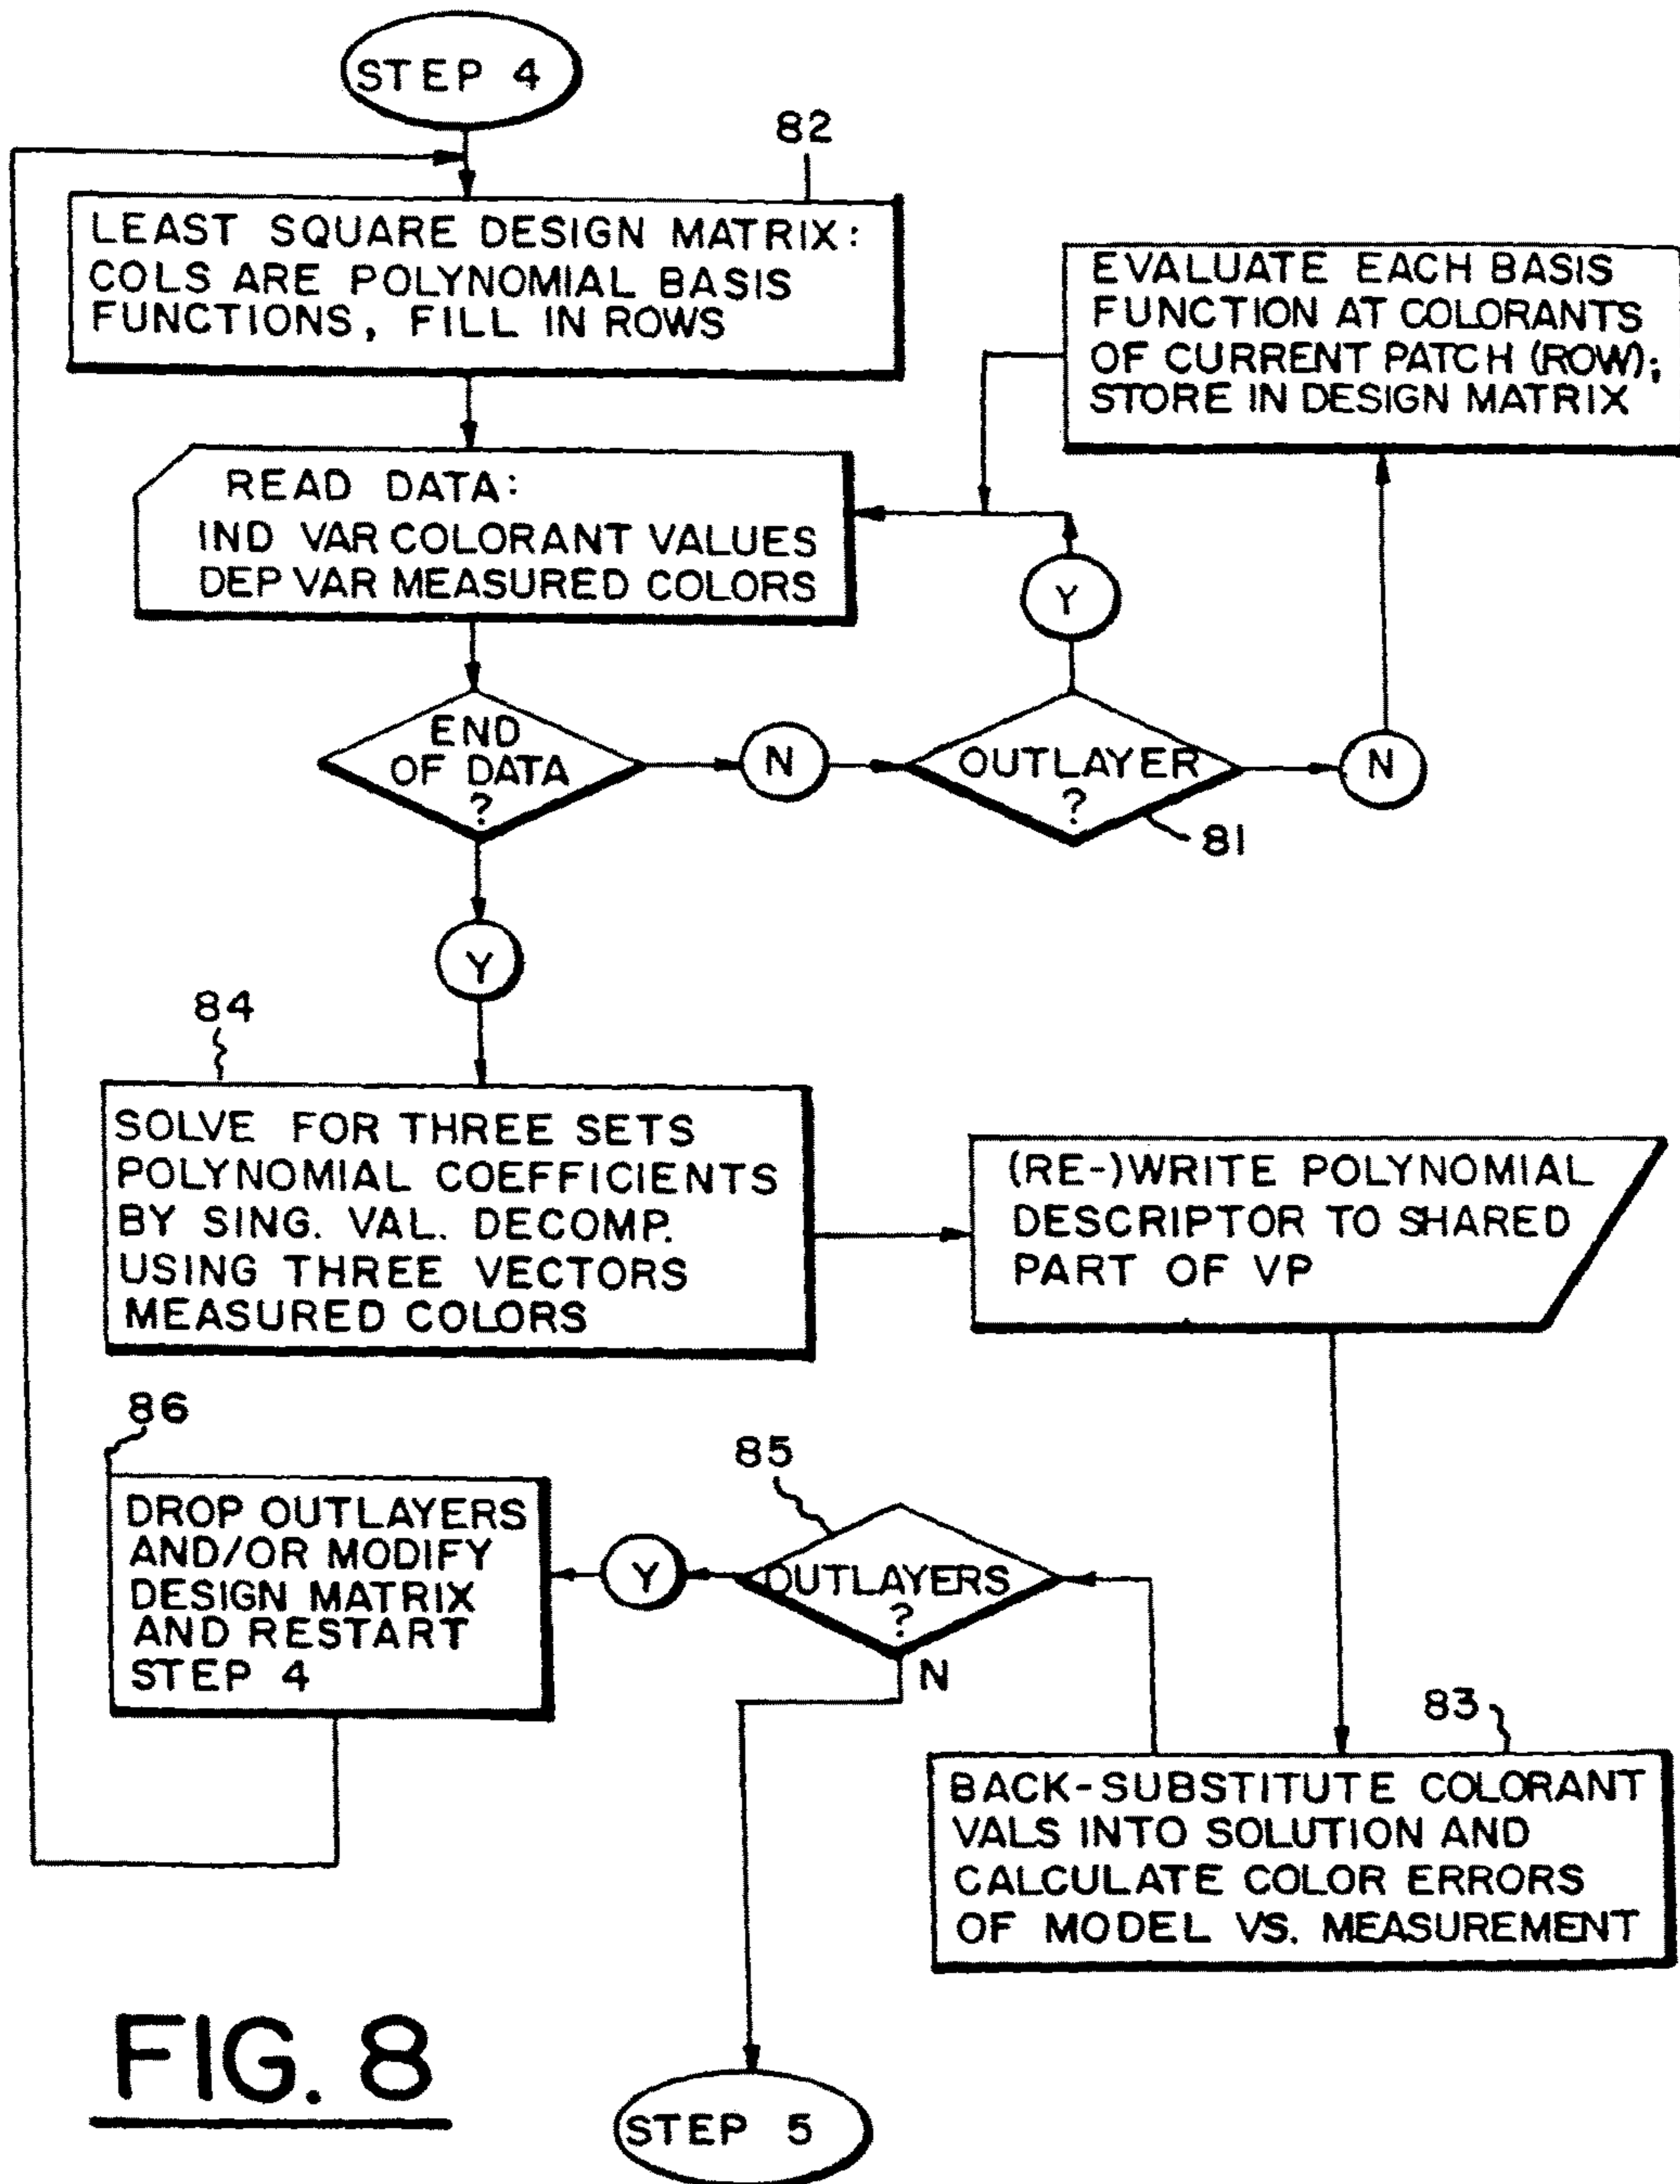 STEP 4
82
LEAST SQUARE DESIGN MATRIX:
COLS ARE POLYNOMIAL BASIS
FUNCTIONS, FILL IN ROWS
EVALUATE EACH BASIS
FUNCTION AT COLORANTS
OF CURRENT PATCH (ROW);
STORE IN DESIGN MATRIX
READ DATA:
IND VAR COLORANT VALUES
DEP VAR MEASURED COLORS
Y
END
OF DATA
?
N
OUTLAYER
?
N
81
Y
84
SOLVE FOR THREE SETS
POLYNOMIAL COEFFICIENTS
BY SING. VAL. DECOMP.
USING THREE VECTORS
MEASURED COLORS
(RE-)WRITE POLYNOMIAL
DESCRIPTOR TO SHARED
PART OF VP
86
DROP OUTLAYERS
AND/OR MODIFY
DESIGN MATRIX
AND RESTART
STEP 4
Y
85
OUTLAYERS
?
N
83
BACK-SUBSTITUTE COLORANT
VALS INTO SOLUTION AND
CALCULATE COLOR ERRORS
OF MODEL VS. MEASUREMENT
FIG. 8
STEP 5